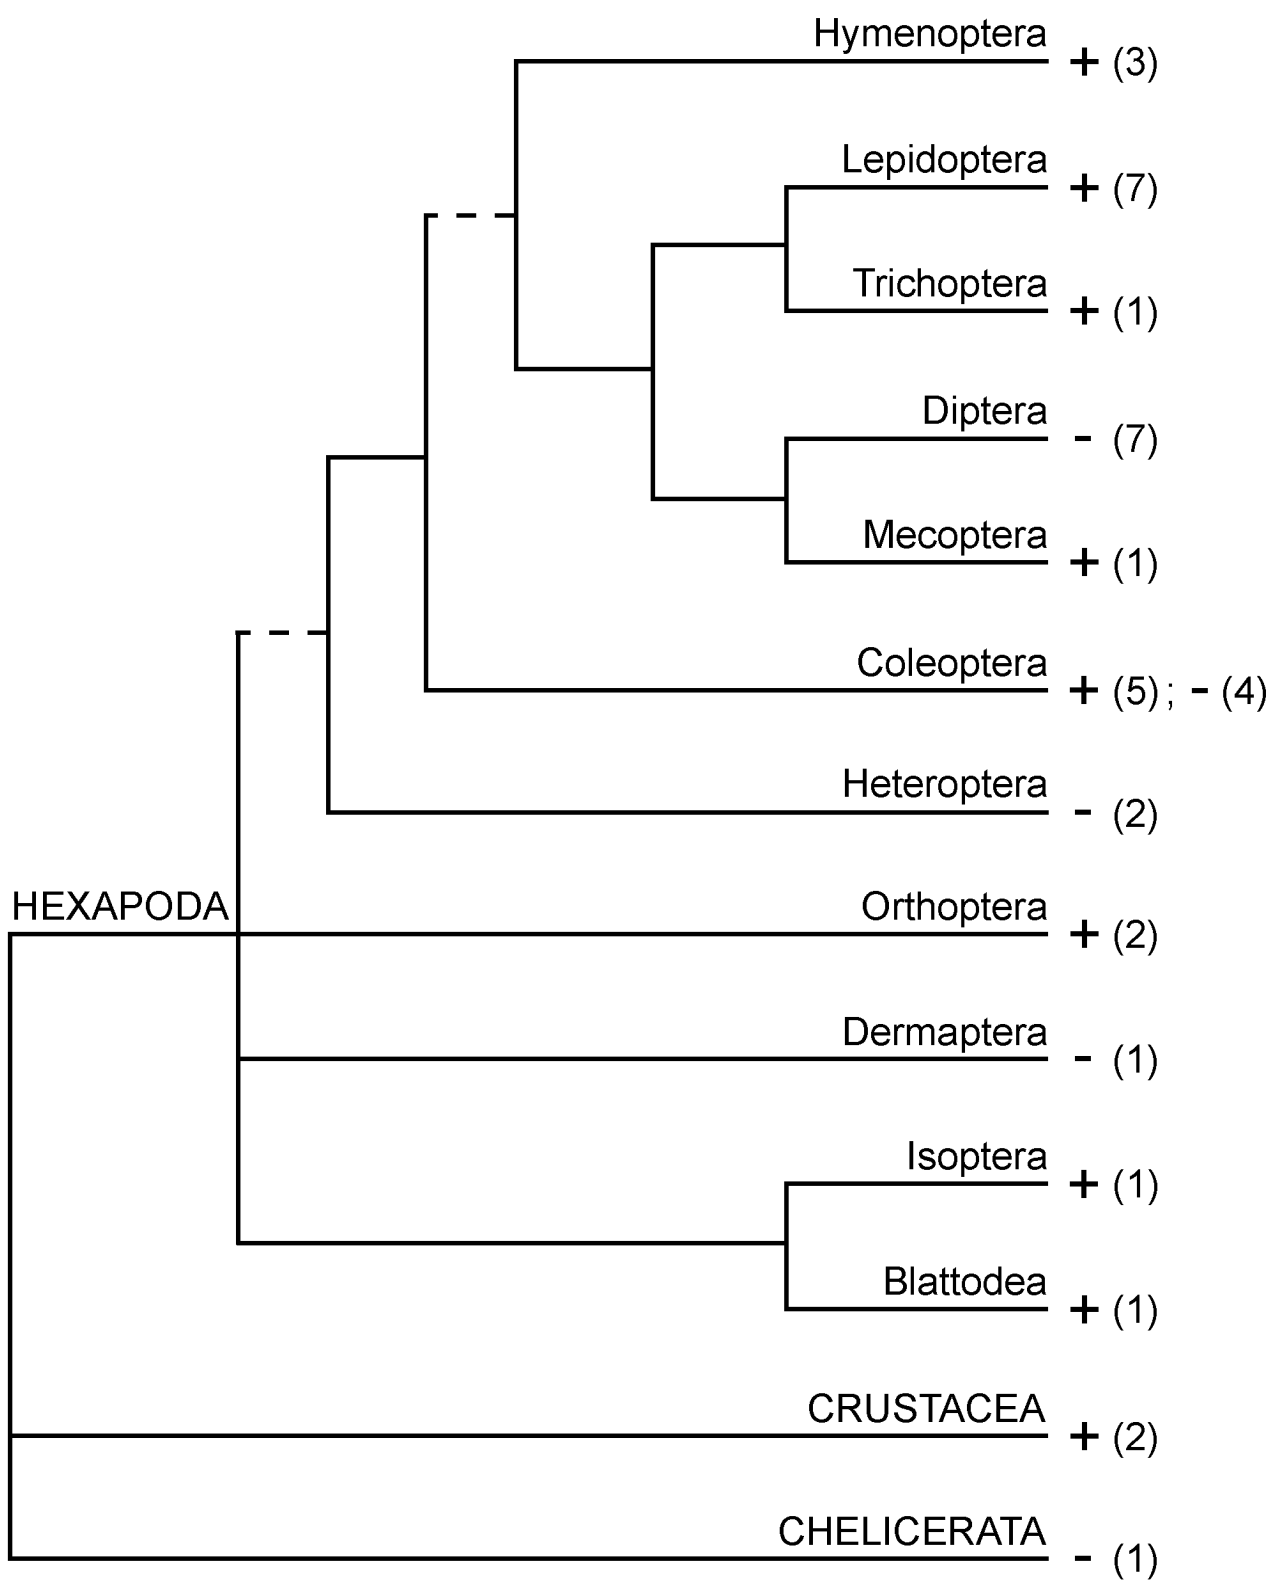 Hymenoptera + (3)
Lepidoptera + (7)
Trichoptera + (1)
Diptera - (7)
Mecoptera + (1)
Coleoptera + (5) ; - (4)
Heteroptera - (2)
HEXAPODA
Orthoptera + (2)
Dermaptera - (1)
Isoptera + (1)
Blattodea + (1)
CRUSTACEA + (2)
CHELICERATA - (1)